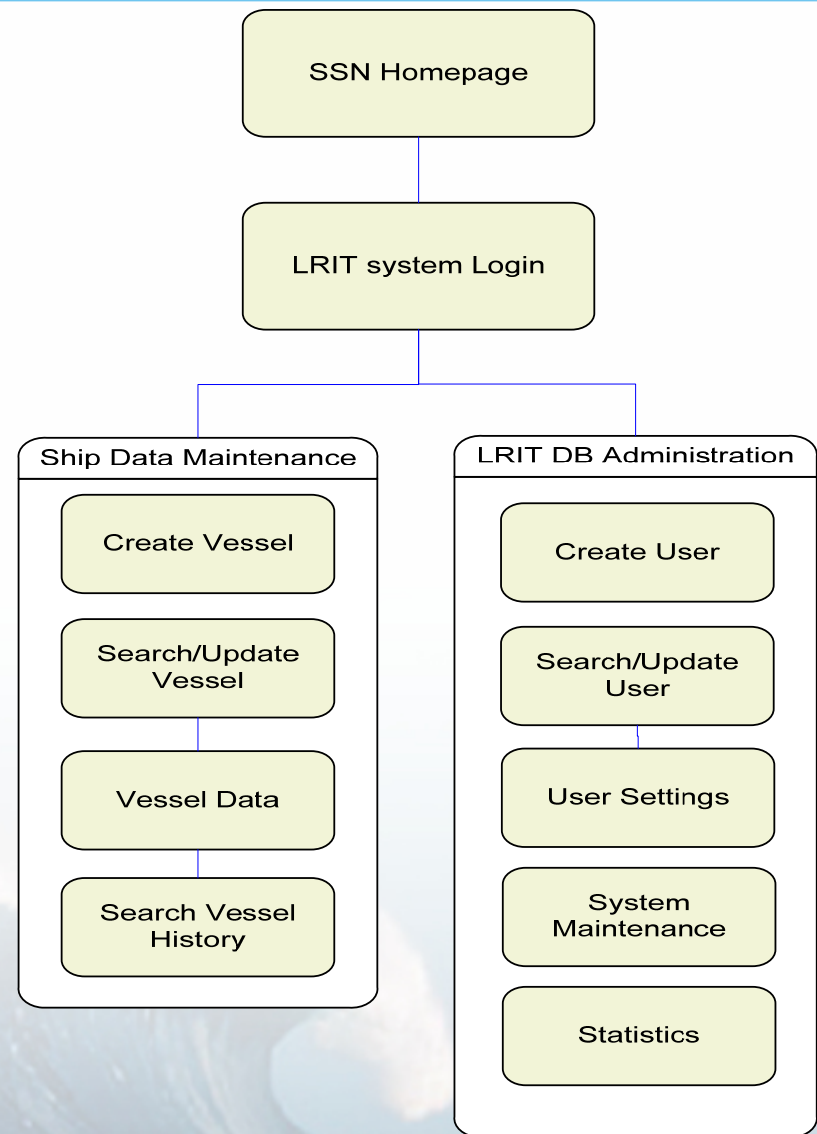 SSN Homepage
LRIT system Login
Ship Data Maintenance
Create Vessel
Search/Update
Vessel
Vessel Data
Search Vessel
History
LRIT DB Administration
Create User
Search/Update
User
User Settings
System
Maintenance
Statistics